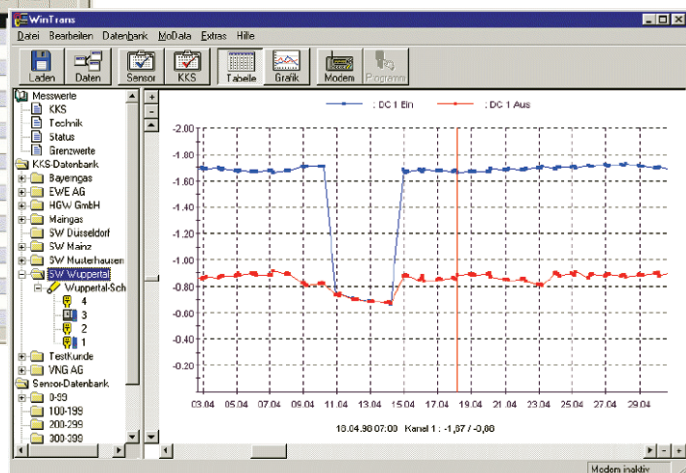 WinTrans
Datei Bearbeiten Datenbank MoData Extras Hilfe
Laden Daten Sensor KKS Tabelle Grafik Modem Programm
Messwerte
KKS
Technik
Status
Grenzwerte
KKS-Datenbank
Bayerngas
EWE AG
HGW GmbH
Maingas
SW Düsseldorf
SW Mainz
SW Musterhausen
SW Wuppertal
Wuppertal-Sch
4
3
2
1
TestKunde
VNG AG
Sensor-Datenbank
0-99
100-199
200-299
300-399
: DC 1 Ein : DC 1 Aus
-2.00
-1.80
-1.60
-1.40
-1.20
-1.00
-0.80
-0.60
-0.40
-0.20
03.04 05.04 07.04 09.04 11.04 13.04 15.04 17.04 19.04 21.04 23.04 25.04 27.04 29.04
18.04.98 07:00 Kanal 1 : -1,67 / -0,86
Modem inaktiv